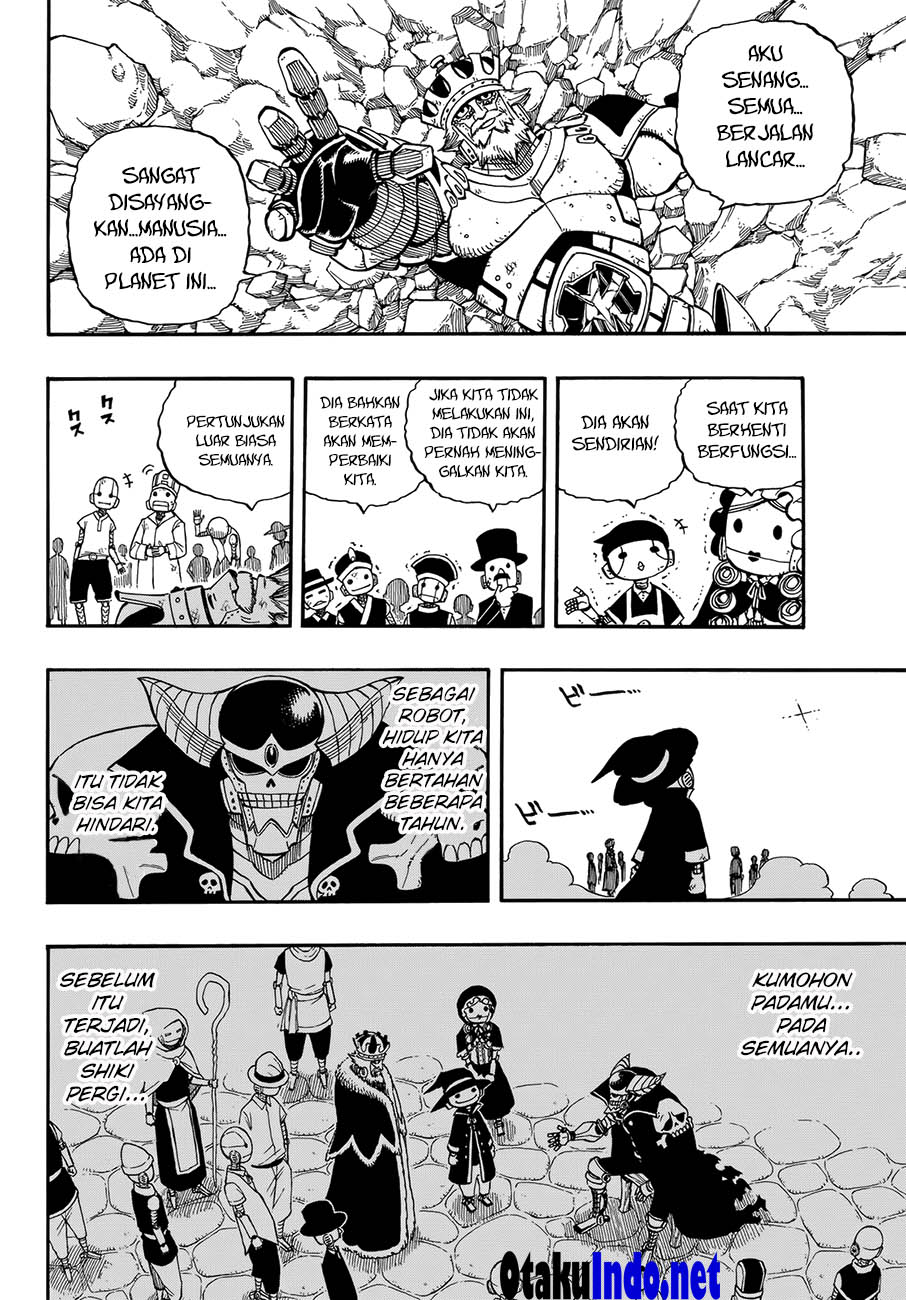 AKU
SENANG...
SEMUA...
BERJALAN
LANCAR...
SANGAT
DISAYANG-
KAN...MANUSIA...
ADA DI
PLANET INI...
SAAT KITA
BERHENTI
BERFUNGSI...
DIA AKAN
SENDIRIAN!
JIKA KITA TIDAK
MELAKUKAN INI,
DIA TIDAK AKAN
PERNAH MENING-
GALKAN KITA.
DIA BAHKAN
BERKATA
AKAN MEM-
PERBAIKI
KITA.
PERTUNJUKAN
LUAR BIASA
SEMUANYA.
クス
クス
ビー…
ビー…
SEBAGAI
ROBOT,
HIDUP KITA
HANYA
BERTAHAN
BEBERAPA
TAHUN.
ITU TIDAK
BISA KITA
HINDARI.
KUMOHON
PADAMU...
PADA
SEMUANYA..
SEBELUM
ITU
TERJADI,
BUATLAH
SHIKI
PERGI...
OtakuIndo.net